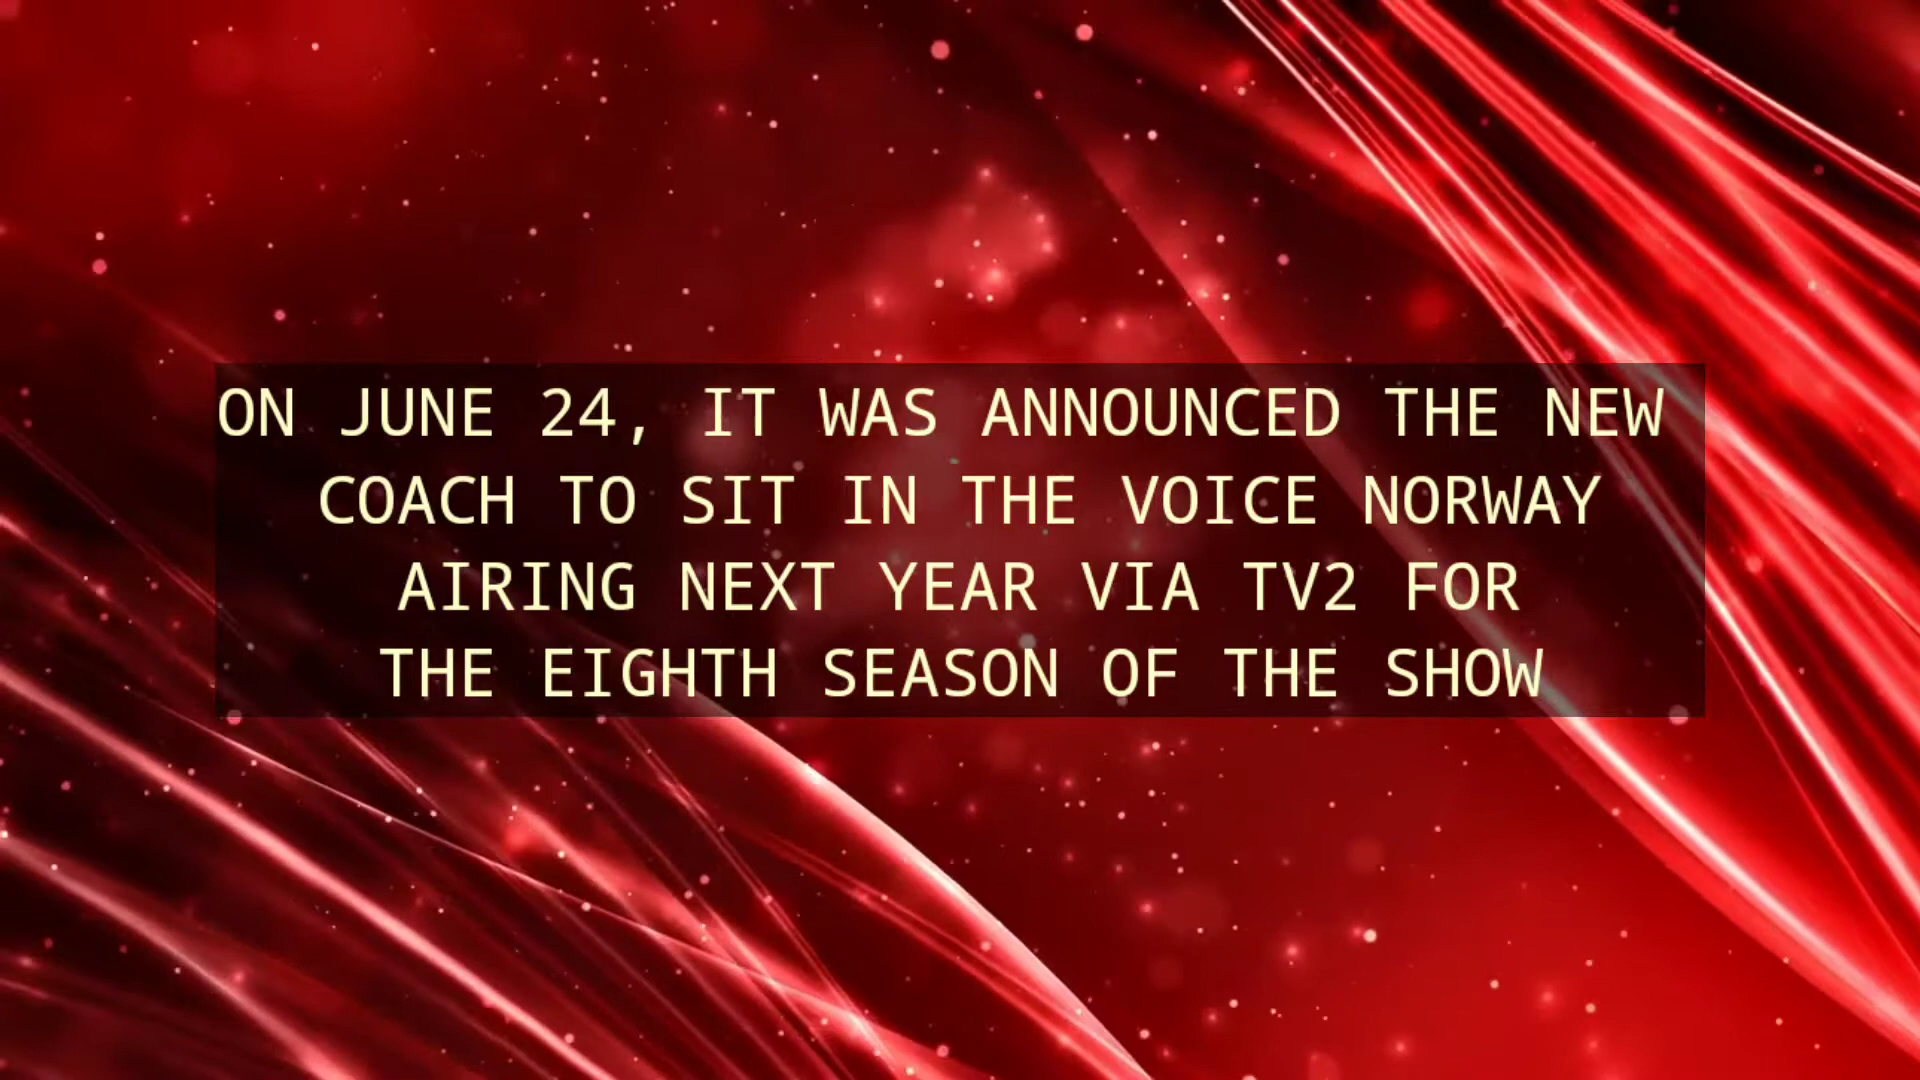 ON JUNE 24, IT WAS ANNOUNCED THE NEW
COACH TO SIT IN THE VOICE NORWAY
AIRING NEXT YEAR VIA TV2 FOR
THE EIGHTH SEASON OF THE SHOW